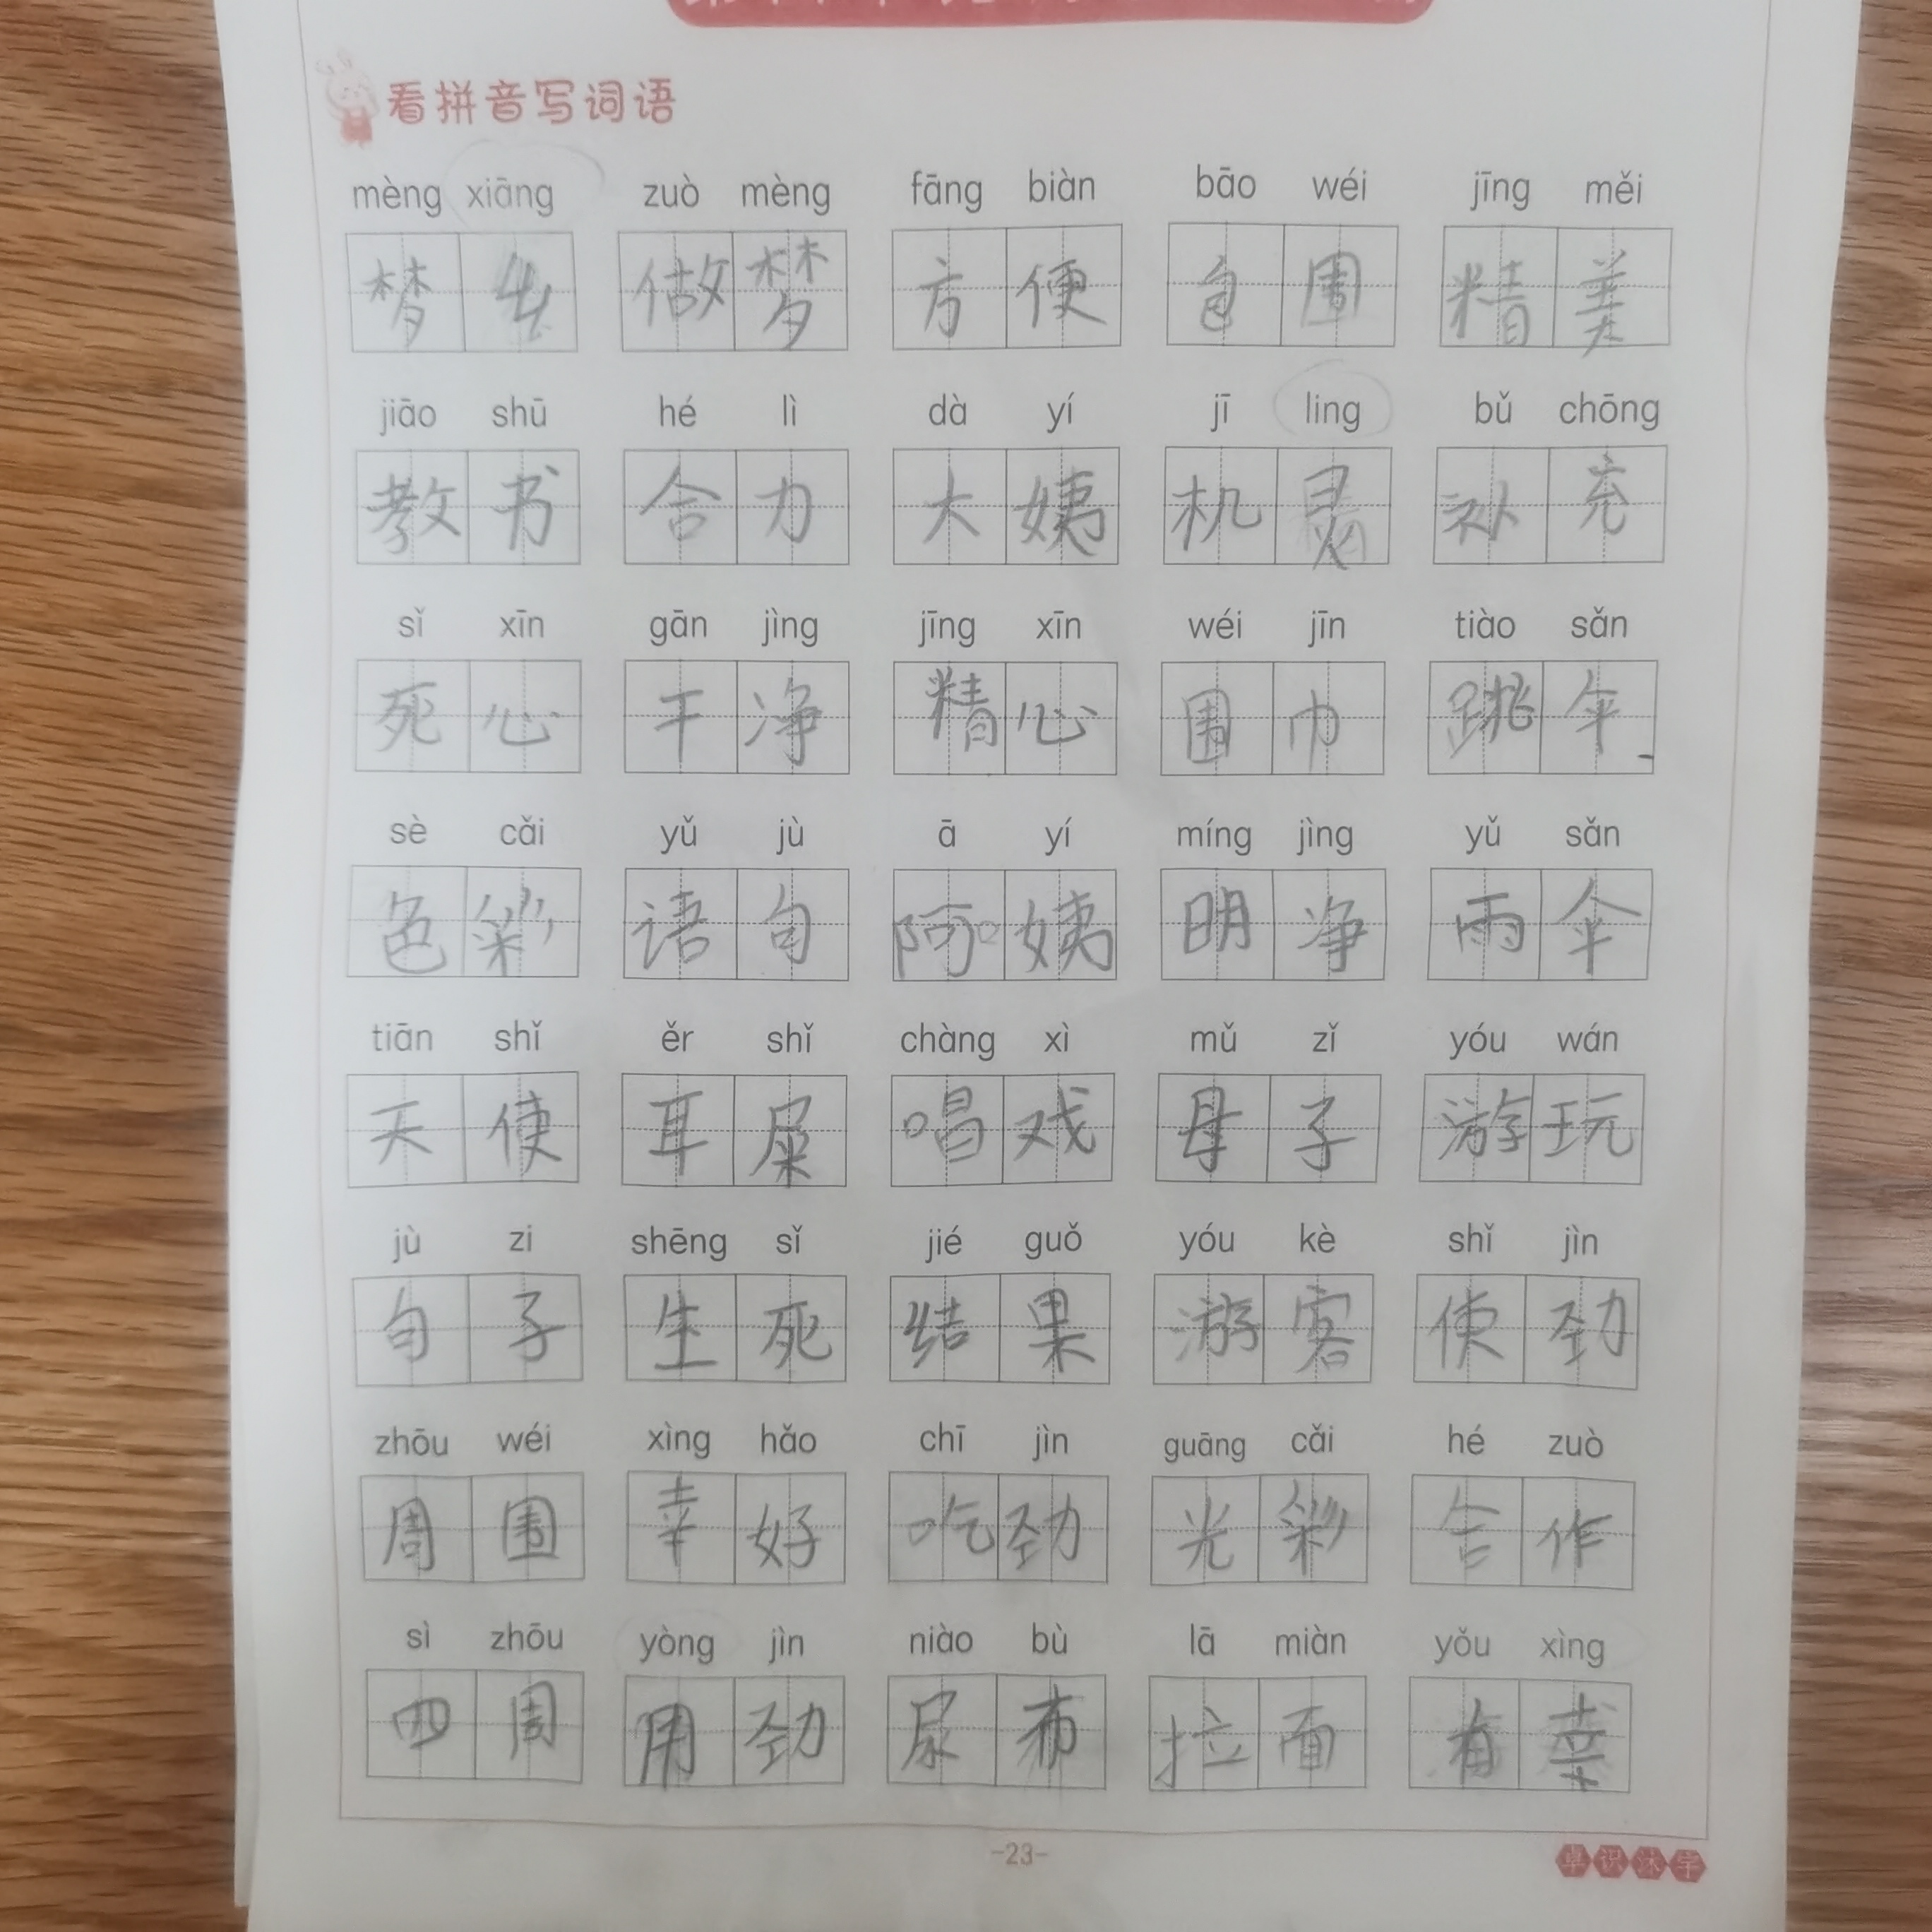 看拼音写词语
mèng xiāng zuò mèng fāng biàn bāo wéi jīng měi
梦 做梦 方便 包围 精美
jiāo shū hé lì dà yí jī ling bǔ chōng
教书 合力 大姨 机灵 补充
sǐ xīn gān jìng jīng xīn wéi jīn tiào sǎn
死心 干净 精心 围巾 跳伞
sè cǎi yǔ jù ā yí míng jìng yǔ sǎn
色彩 语句 阿姨 明净 雨伞
tiān shǐ ěr shǐ chàng xì mǔ zǐ yóu wán
天使 耳屎 唱戏 母子 游玩
jù zi shēng sǐ jié guǒ yóu kè shǐ jìn
句子 生死 结果 游客 使劲
zhōu wéi xìng hǎo chī jìn guāng cǎi hé zuò
周围 幸好 吃劲 光彩 合作
sì zhōu yòng jìn niào bù lā miàn yǒu xìng
四周 用劲 尿布 拉面 有幸
-23-